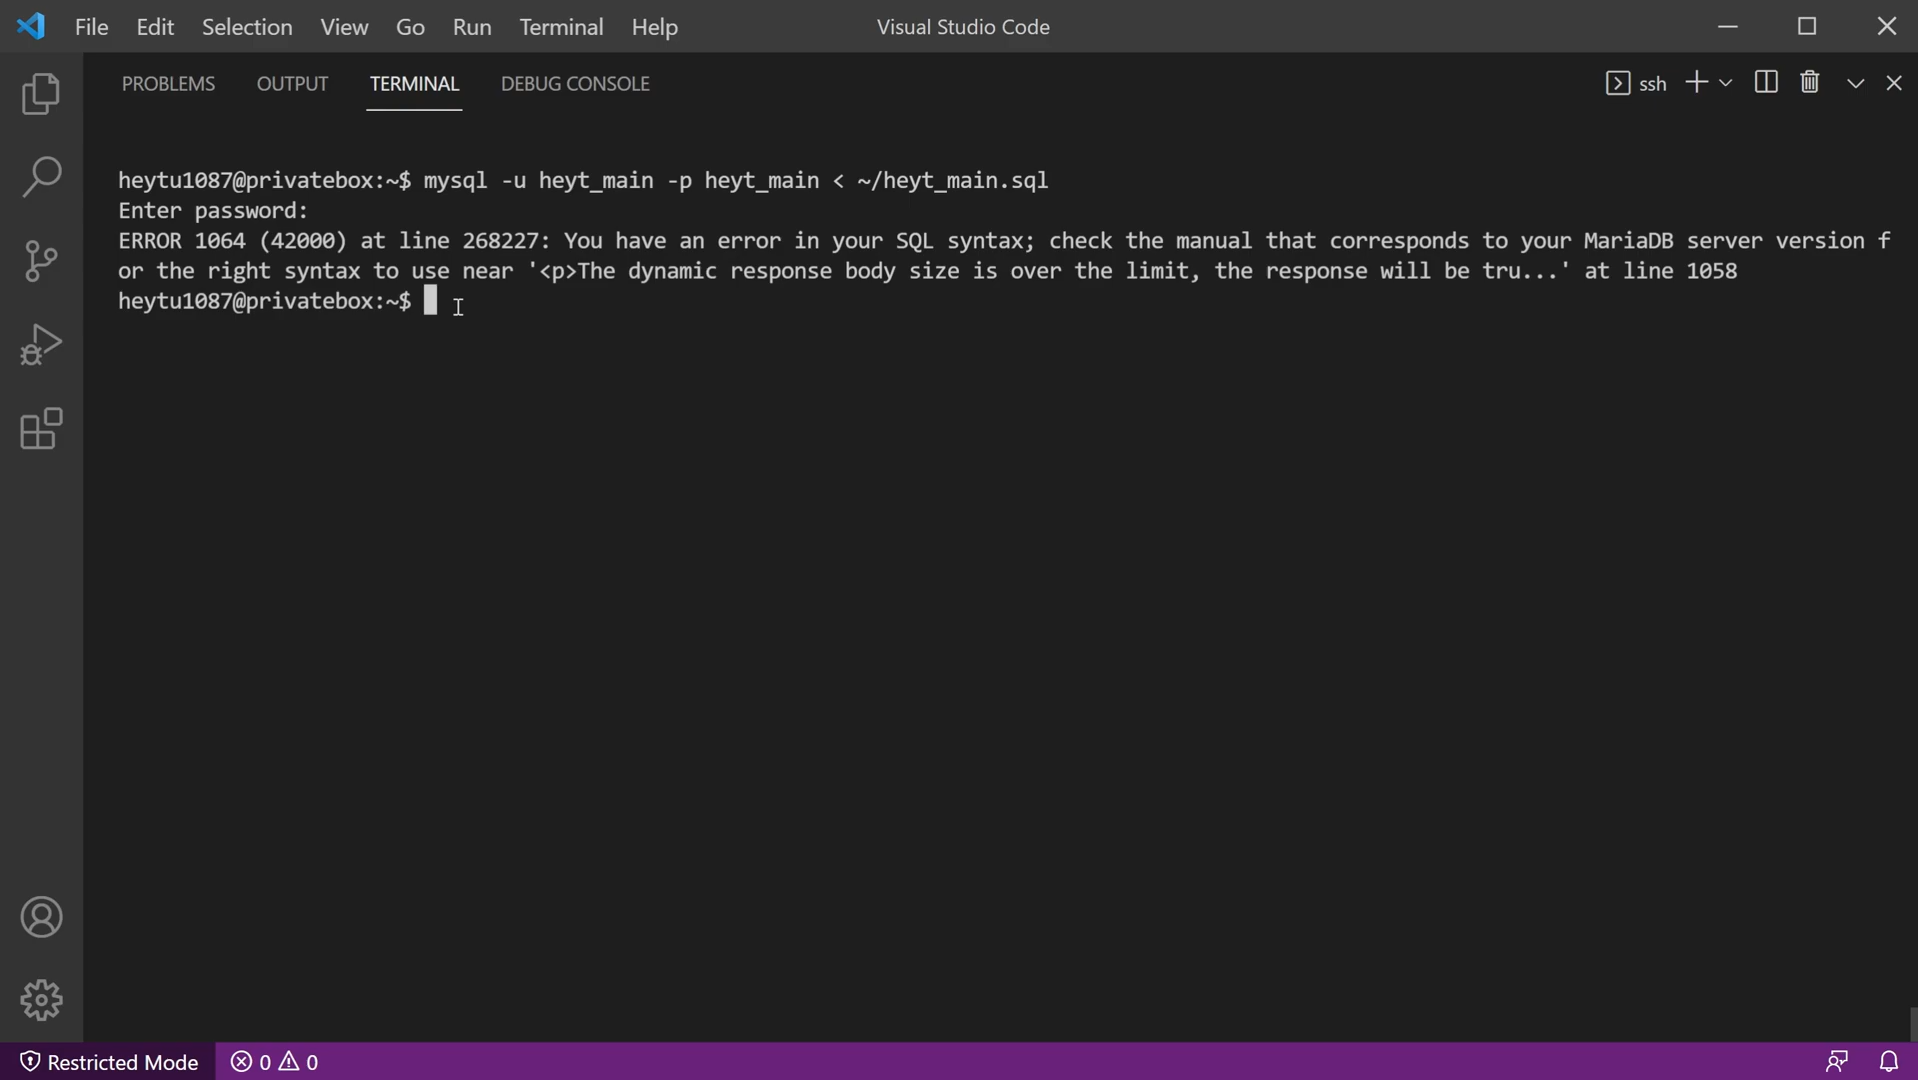 File Edit Selection View Go Run Terminal Help Visual Studio Code
PROBLEMS OUTPUT TERMINAL DEBUG CONSOLE ssh
heytu1087@privatebox:~$ mysql -u heyt_main -p heyt_main < ~/heyt_main.sql
Enter password:
ERROR 1064 (42000) at line 268227: You have an error in your SQL syntax; check the manual that corresponds to your MariaDB server version f
or the right syntax to use near '<p>The dynamic response body size is over the limit, the response will be tru...' at line 1058
heytu1087@privatebox:~$
Restricted Mode 0 0